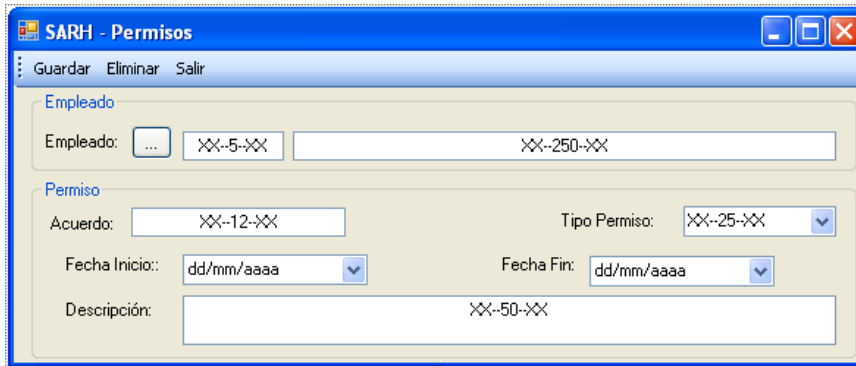 SARH - Permisos
Guardar Eliminar Salir
Empleado
Empleado: ... XX--5--XX XX--250--XX
Permiso
Acuerdo: XX--12--XX Tipo Permiso: XX--25--XX
Fecha Inicio:: dd/mm/aaaa Fecha Fin: dd/mm/aaaa
Descripción: XX--50--XX